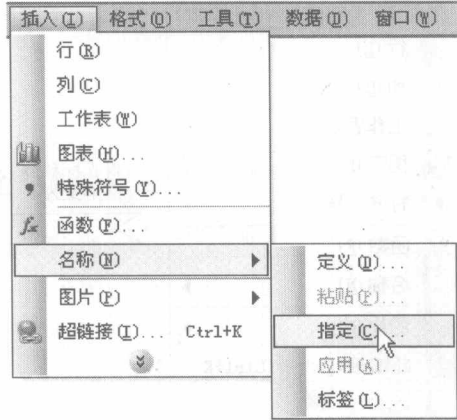 插入(I) 格式(O) 工具(T) 数据(D) 窗口(W)
行(R)
列(C)
工作表(W)
图表(H)...
特殊符号(Y)...
函数(F)...
名称(N)
图片(P)
超链接(I)... Ctrl+K
定义(D)...
粘贴(P)...
指定(C)...
应用(A)...
标签(L)...